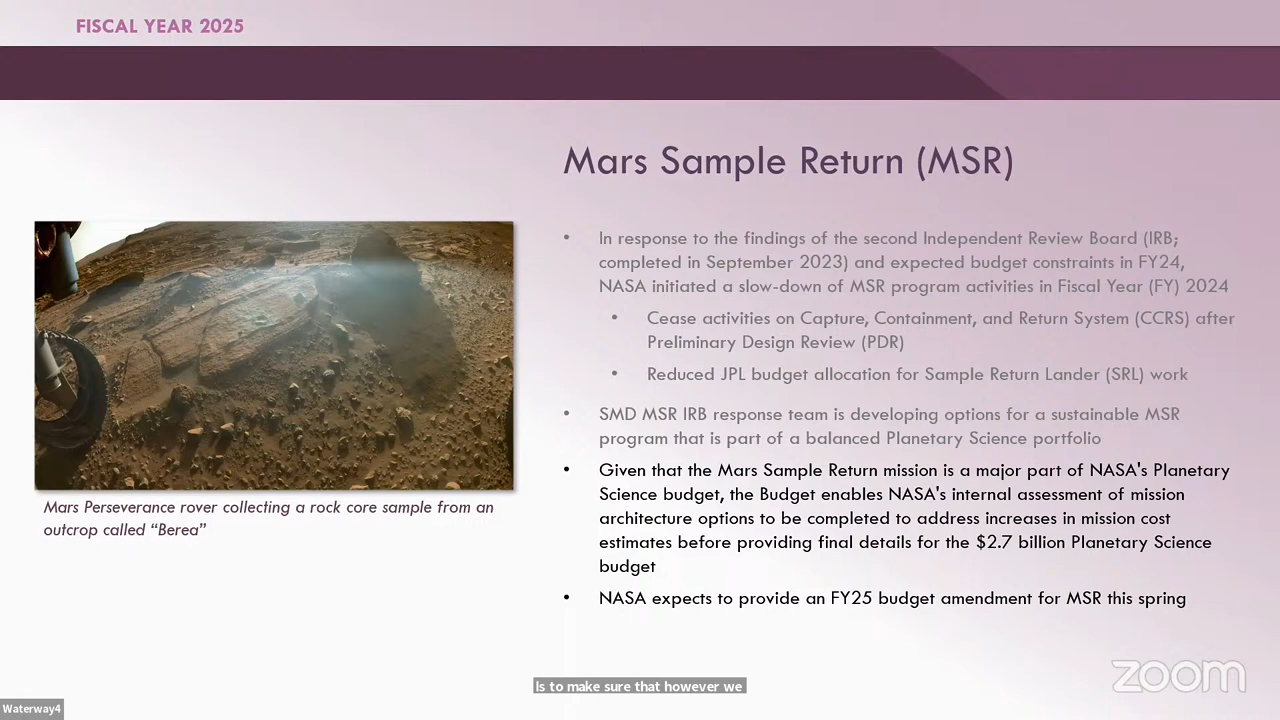 FISCAL YEAR 2025
Mars Sample Return (MSR)
• In response to the findings of the second Independent Review Board (IRB;
completed in September 2023) and expected budget constraints in FY24,
NASA initiated a slow-down of MSR program activities in Fiscal Year (FY) 2024
• Cease activities on Capture, Containment, and Return System (CCRS) after
Preliminary Design Review (PDR)
• Reduced JPL budget allocation for Sample Return Lander (SRL) work
• SMD MSR IRB response team is developing options for a sustainable MSR
program that is part of a balanced Planetary Science portfolio
• Given that the Mars Sample Return mission is a major part of NASA's Planetary
Science budget, the Budget enables NASA's internal assessment of mission
architecture options to be completed to address increases in mission cost
estimates before providing final details for the $2.7 billion Planetary Science
budget
• NASA expects to provide an FY25 budget amendment for MSR this spring
Mars Perseverance rover collecting a rock core sample from an
outcrop called “Berea”
Is to make sure that however we
zoom
Waterway4